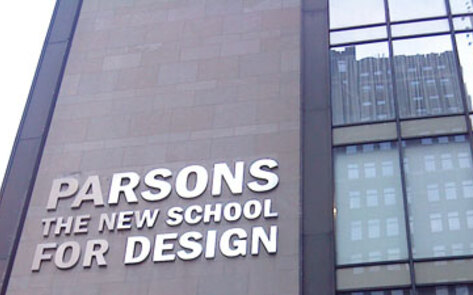 PARSONS
THE NEW SCHOOL
FOR DESIGN